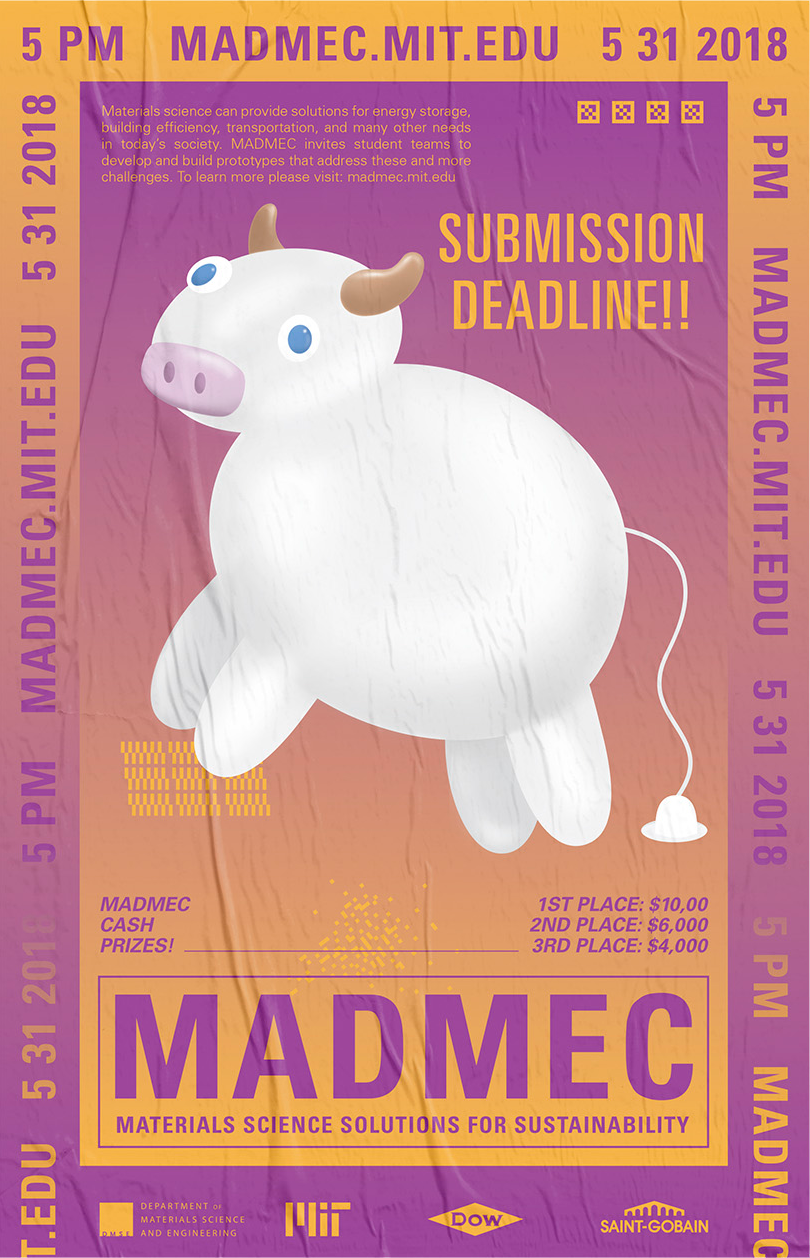 5 PM MADMEC.MIT.EDU 5 31 2018
T.EDU 5 31 2018 5 PM MADMEC.MIT.EDU 5 31 2018
Materials science can provide solutions for energy storage,
building efficiency, transportation, and many other needs
in today's society. MADMEC invites student teams to
develop and build prototypes that address these and more
challenges. To learn more please visit: madmec.mit.edu
SUBMISSION
DEADLINE!!
5 PM MADMEC.MIT.EDU 5 31 2018 5 PM MADMEC
MADMEC
CASH
PRIZES!
1ST PLACE: $10,00
2ND PLACE: $6,000
3RD PLACE: $4,000
MADMEC
MATERIALS SCIENCE SOLUTIONS FOR SUSTAINABILITY
DMSE
DEPARTMENT OF
MATERIALS SCIENCE
AND ENGINEERING
MIT
DOW
SAINT-GOBAIN